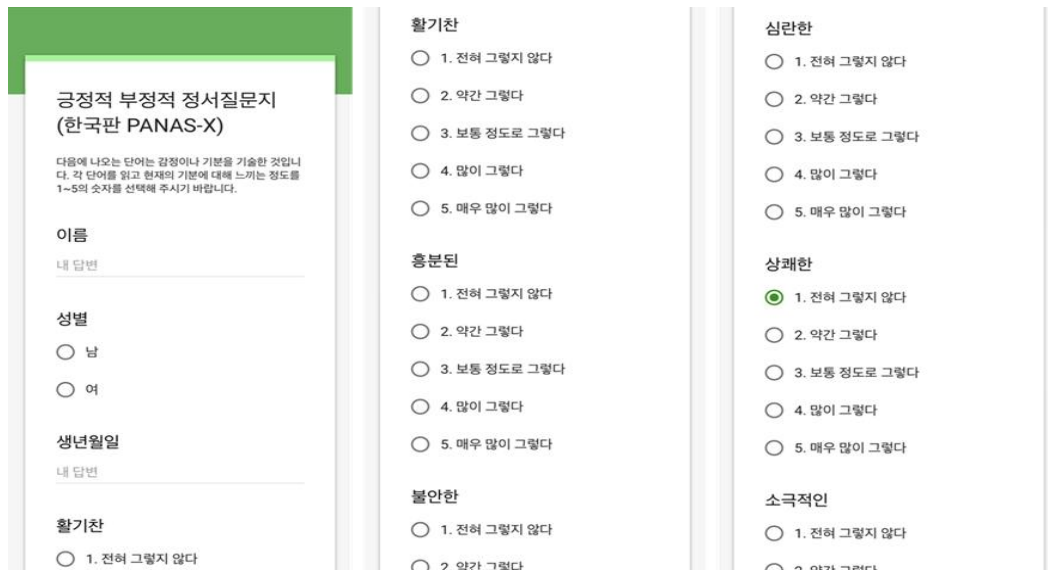 긍정적 부정적 정서질문지
(한국판 PANAS-X)
다음에 나오는 단어는 감정이나 기분을 기술한 것입니
다. 각 단어를 읽고 현재의 기분에 대해 느끼는 정도를
1~5의 숫자를 선택해 주시기 바랍니다.
이름
내 답변
성별
남
여
생년월일
내 답변
활기찬
1. 전혀 그렇지 않다
활기찬
1. 전혀 그렇지 않다
2. 약간 그렇다
3. 보통 정도로 그렇다
4. 많이 그렇다
5. 매우 많이 그렇다
흥분된
1. 전혀 그렇지 않다
2. 약간 그렇다
3. 보통 정도로 그렇다
4. 많이 그렇다
5. 매우 많이 그렇다
불안한
1. 전혀 그렇지 않다
2. 약간 그렇다
심란한
1. 전혀 그렇지 않다
2. 약간 그렇다
3. 보통 정도로 그렇다
4. 많이 그렇다
5. 매우 많이 그렇다
상쾌한
1. 전혀 그렇지 않다
2. 약간 그렇다
3. 보통 정도로 그렇다
4. 많이 그렇다
5. 매우 많이 그렇다
소극적인
1. 전혀 그렇지 않다
2. 약간 그렇다